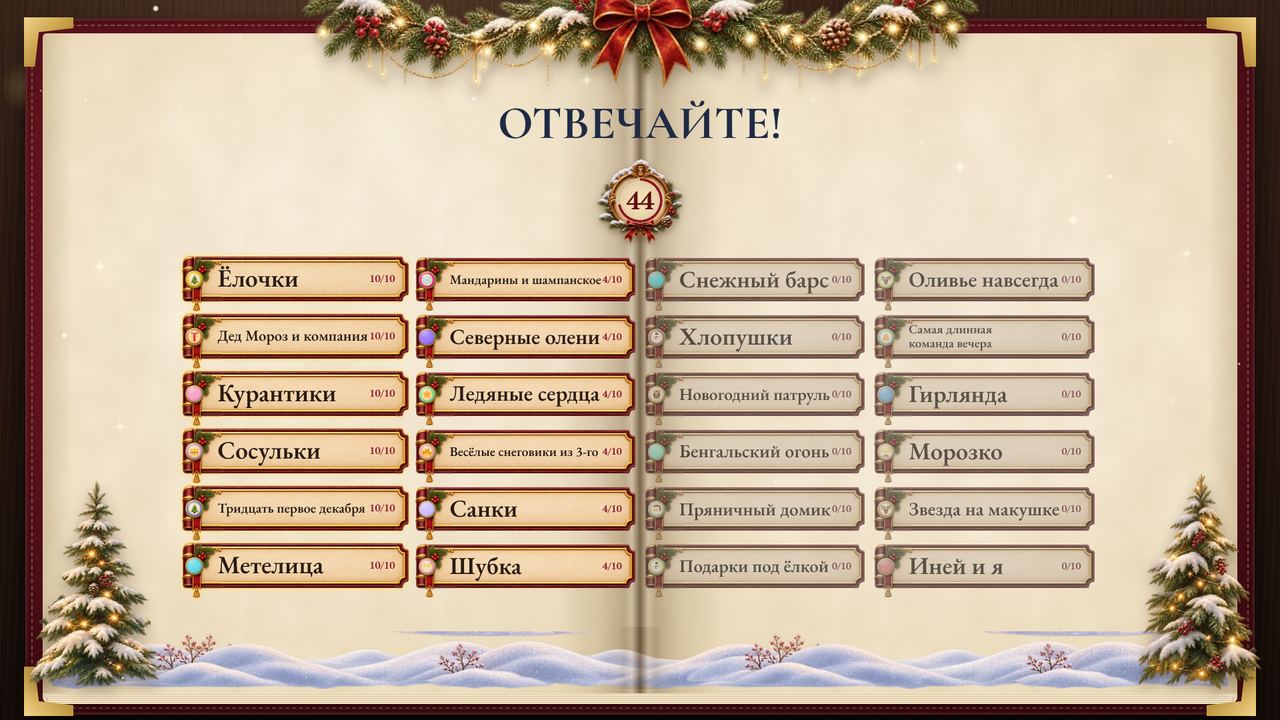 ОТВЕЧАЙТЕ!
44
Ёлочки 10/10
Мандарины и шампанское 4/10
Снежный барс 0/10
Оливье навсегда 0/10
Дед Мороз и компания 10/10
Северные олени 4/10
Хлопушки 0/10
Самая длинная
команда вечера 0/10
Курантики 10/10
Ледяные сердца 4/10
Новогодний патруль 0/10
Гирлянда 0/10
Сосульки 10/10
Весёлые снеговики из 3-го 4/10
Бенгальский огонь 0/10
Морозко 0/10
Тридцать первое декабря 10/10
Санки 4/10
Пряничный домик 0/10
Звезда на макушке 0/10
Метелица 10/10
Шубка 4/10
Подарки под ёлкой 0/10
Иней и я 0/10